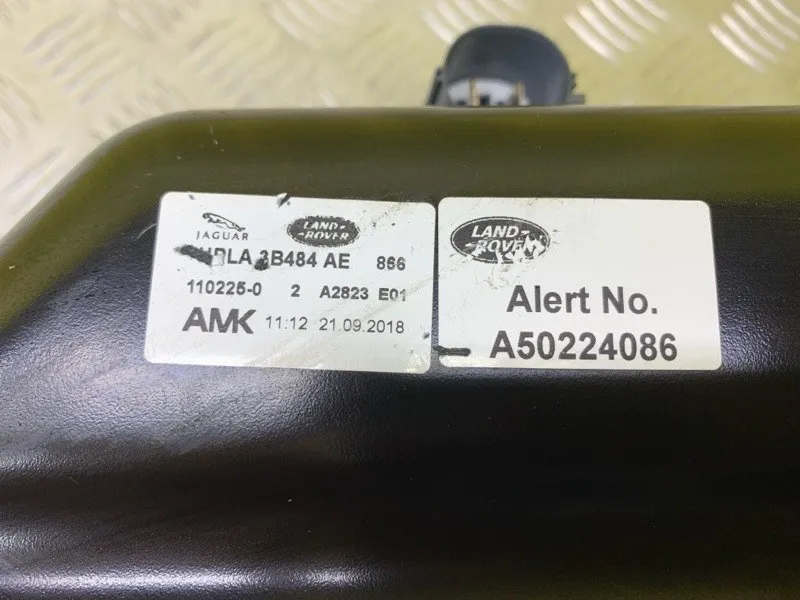 JAGUAR
LAND-
ROVER
3B484 AE 866
110225-0 2 A2823 E01
AMK 11:12 21.09.2018
LAND-
ROVER
Alert No.
A50224086